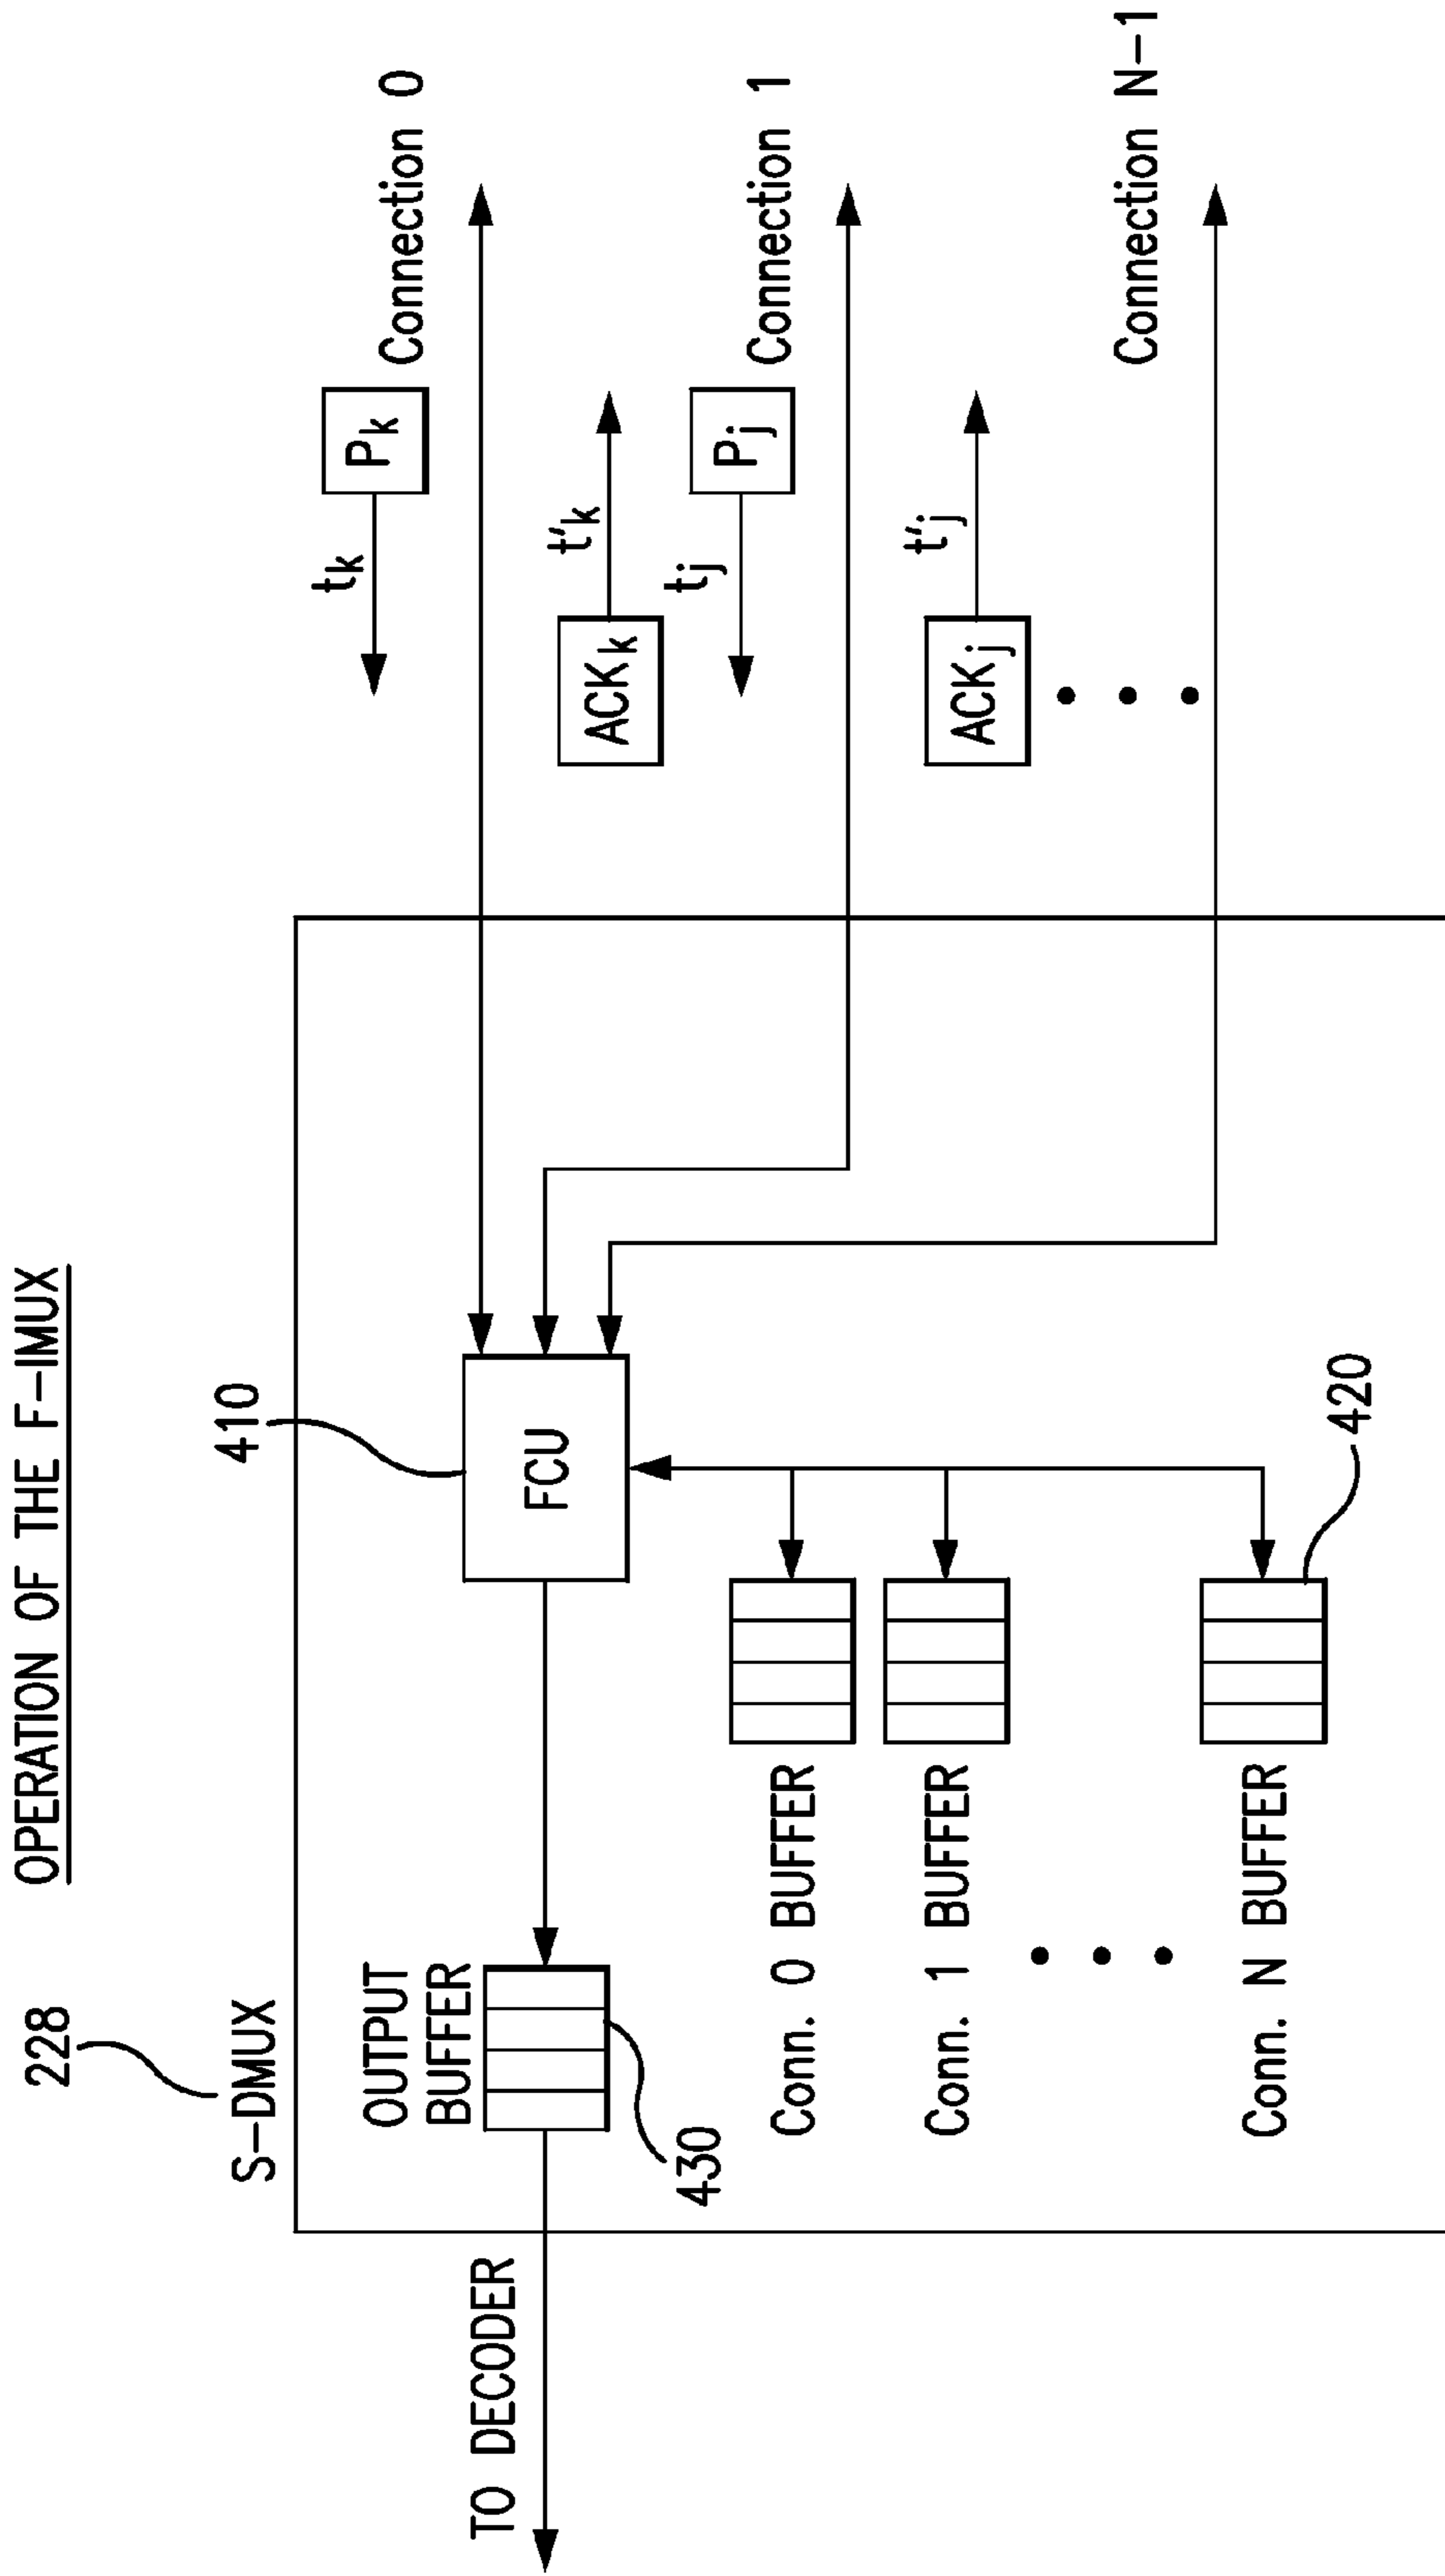 OPERATION OF THE F-IMUX
228
S-DMUX
410
TO DECODER
OUTPUT
BUFFER
430
FCU
Conn. 0 BUFFER
Conn. 1 BUFFER
Conn. N BUFFER
420
tk
Pk
Connection 0
ACKk
t'k
tj
Pj
Connection 1
ACKj
t'j
Connection N-1